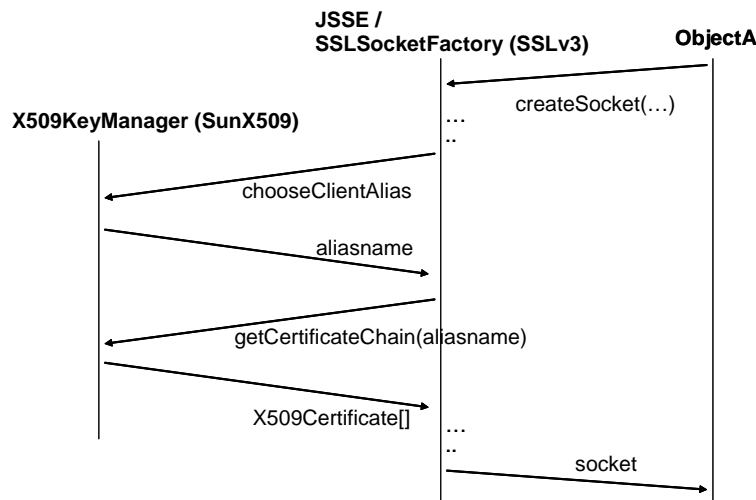 JSSE /
SSLSocketFactory (SSLv3)
ObjectA
createSocket(…)
X509KeyManager (SunX509)
…
..
chooseClientAlias
aliasname
getCertificateChain(aliasname)
X509Certificate[]
…
..
socket